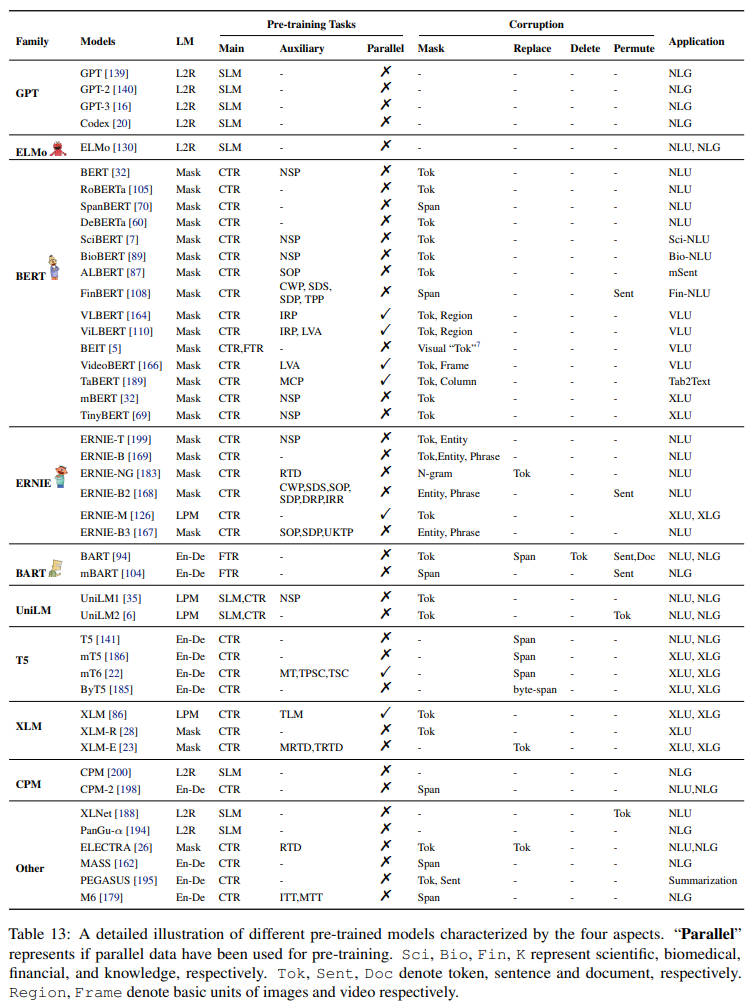 Family Models LM Pre-training Tasks Corruption Application
Main Auxiliary Parallel Mask Replace Delete Permute
GPT
GPT [139] L2R SLM - ✗ - - - - NLG
GPT-2 [140] L2R SLM - ✗ - - - - NLG
GPT-3 [16] L2R SLM - ✗ - - - - NLG
Codex [20] L2R SLM - ✗ - - - - NLG
ELMo ELMo [130] L2R SLM - ✗ - - - - NLU, NLG
BERT
BERT [32] Mask CTR NSP ✗ Tok - - - NLU
RoBERTa [105] Mask CTR - ✗ Tok - - - NLU
SpanBERT [70] Mask CTR - ✗ Span - - - NLU
DeBERTa [60] Mask CTR - ✗ Tok - - - NLU
SciBERT [7] Mask CTR NSP ✗ Tok - - - Sci-NLU
BioBERT [89] Mask CTR NSP ✗ Tok - - - Bio-NLU
ALBERT [87] Mask CTR SOP ✗ Tok - - - mSent
FinBERT [108] Mask CTR CWP, SDS, SDP, TPP ✗ Span - - Sent Fin-NLU
VLBERT [164] Mask CTR IRP ✓ Tok, Region - - - VLU
ViLBERT [110] Mask CTR IRP, LVA ✓ Tok, Region - - - VLU
BEIT [5] Mask CTR,FTR - ✗ Visual “Tok”7 - - - VLU
VideoBERT [166] Mask CTR LVA ✓ Tok, Frame - - - VLU
TaBERT [189] Mask CTR MCP ✓ Tok, Column - - - Tab2Text
mBERT [32] Mask CTR NSP ✗ Tok - - - XLU
TinyBERT [69] Mask CTR NSP ✗ Tok - - - XLU
ERNIE
ERNIE-T [199] Mask CTR NSP ✗ Tok, Entity - - - NLU
ERNIE-B [169] Mask CTR - ✗ Tok,Entity, Phrase - - - NLU
ERNIE-NG [183] Mask CTR RTD ✗ N-gram Tok - - NLU
ERNIE-B2 [168] Mask CTR CWP,SDS,SOP, SDP,DRP,IRR ✗ Entity, Phrase - - Sent NLU
ERNIE-M [126] LPM CTR - ✓ Tok - - - XLU, XLG
ERNIE-B3 [167] Mask CTR SOP,SDP,UKTP ✗ Entity, Phrase - - - NLU
BART
BART [94] En-De FTR - ✗ Tok Span Tok Sent,Doc NLU, NLG
mBART [104] En-De FTR - ✗ Span - - Sent NLG
UniLM
UniLM1 [35] LPM SLM,CTR NSP ✗ Tok - - - NLU, NLG
UniLM2 [6] LPM SLM,CTR - ✗ Tok - - Tok NLU, NLG
T5
T5 [141] En-De CTR - ✗ - Span - - NLU, NLG
mT5 [186] En-De CTR - ✗ - Span - - XLU, XLG
mT6 [22] En-De CTR MT,TPSC,TSC ✓ - Span - - XLU, XLG
ByT5 [185] En-De CTR - ✗ - byte-span - - XLU, XLG
XLM
XLM [86] LPM CTR TLM ✓ Tok - - - XLU, XLG
XLM-R [28] Mask CTR - ✗ Tok - - - XLU
XLM-E [23] Mask CTR MRTD,TRTD ✗ - Tok - - XLU, XLG
CPM
CPM [200] L2R SLM - ✗ - - - - NLG
CPM-2 [198] En-De CTR - ✗ Span - - - NLU,NLG
Other
XLNet [188] L2R SLM - ✗ - - - Tok NLU
PanGu-α [194] L2R SLM - ✗ - - - - NLG
ELECTRA [26] Mask CTR RTD ✗ Tok Tok - - NLU,NLG
MASS [162] En-De CTR - ✗ Span - - - NLG
PEGASUS [195] En-De CTR - ✗ Tok, Sent - - - Summarization
M6 [179] En-De CTR ITT,MTT ✗ Span - - - NLG
Table 13: A detailed illustration of different pre-trained models characterized by the four aspects. “Parallel”
represents if parallel data have been used for pre-training. Sci, Bio, Fin, K represent scientific, biomedical,
financial, and knowledge, respectively. Tok, Sent, Doc denote token, sentence and document, respectively.
Region, Frame denote basic units of images and video respectively.